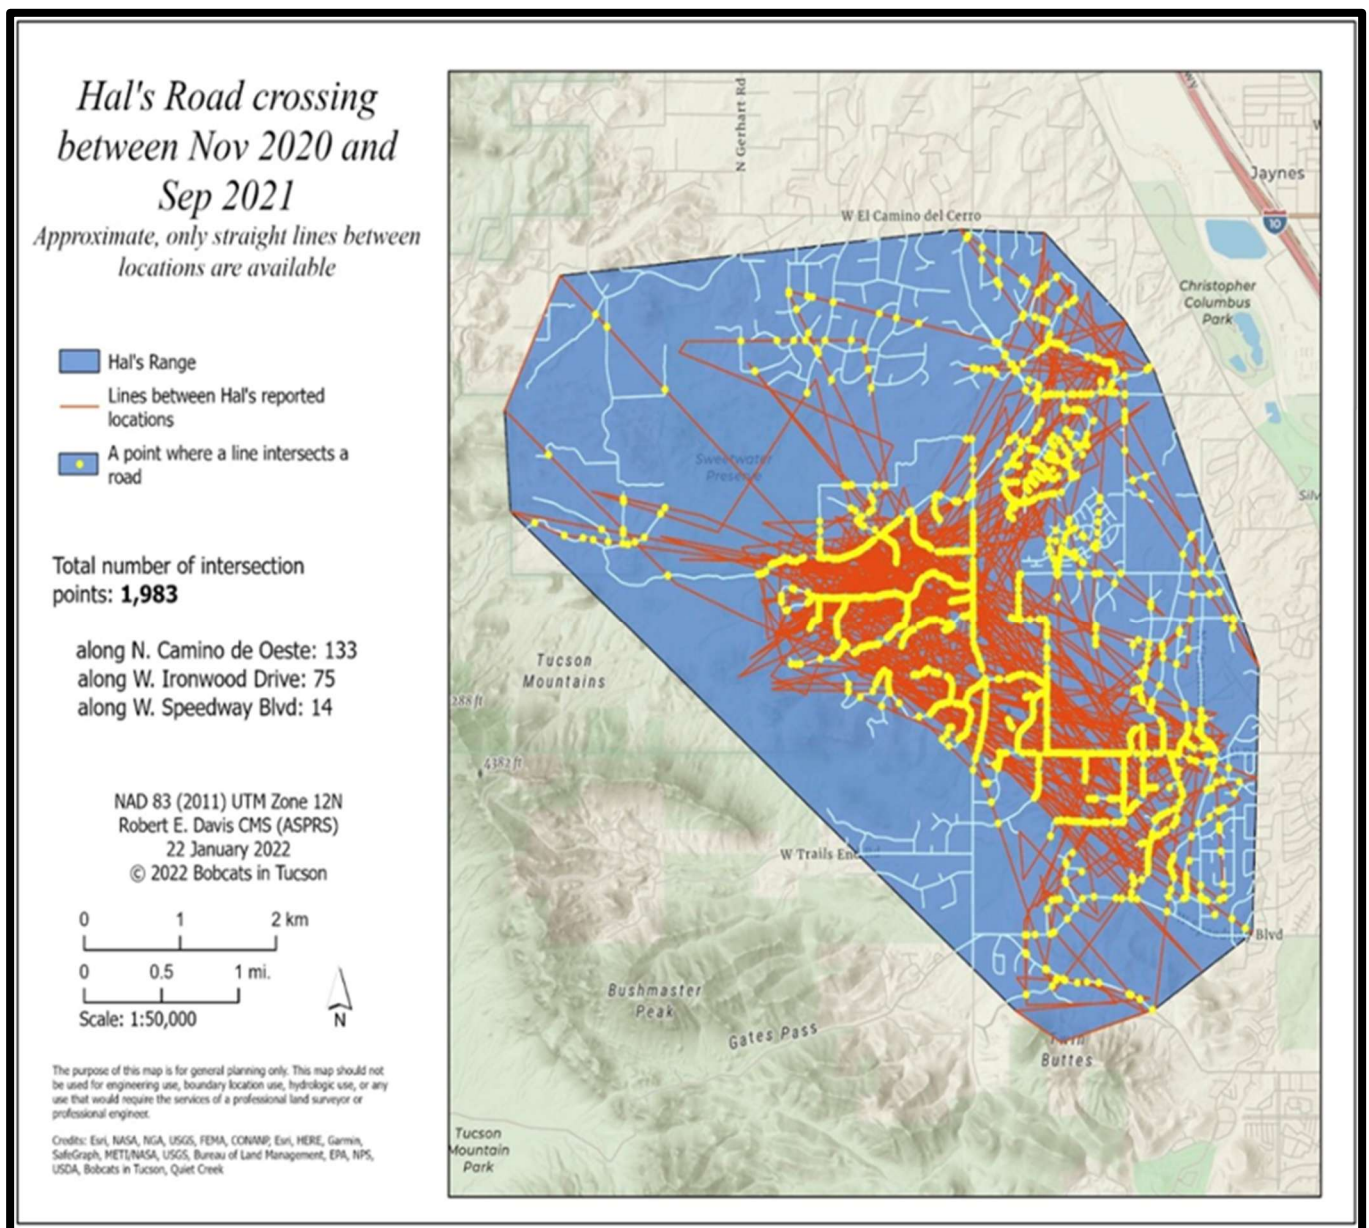 Hal's Road crossing
between Nov 2020 and
Sep 2021
Approximate, only straight lines between
locations are available
Hal's Range
Lines between Hal's reported
locations
A point where a line intersects a
road
Total number of intersection
points: 1,983
along N. Camino de Oeste: 133
along W. Ironwood Drive: 75
along W. Speedway Blvd: 14
NAD 83 (2011) UTM Zone 12N
Robert E. Davis CMS (ASPRS)
22 January 2022
© 2022 Bobcats in Tucson
0 1 2 km
0 0.5 1 mi.
Scale: 1:50,000
N
The purpose of this map is for general planning only. This map should not
be used for engineering use, boundary location use, hydrologic use, or any
use that would require the services of a professional land surveyor or
professional engineer.
Credits: Esri, NASA, NGA, USGS, FEMA, CONANP, Esri, HERE, Garmin,
SafeGraph, METI/NASA, USGS, Bureau of Land Management, EPA, NPS,
USDA, Bobcats in Tucson, Quiet Creek
N Gerhart Rd
wy
W
Jaynes
10
W El Camino del Cerro
Christopher
Columbus
Park
Sweetwater
Preserve
Silv
Tucson
Mountains
288 ft
4382 ft
W Trails End Rd
Blvd
Bushmaster
Peak
Gates Pass
Twin
Buttes
Tucson
Mountain
Park